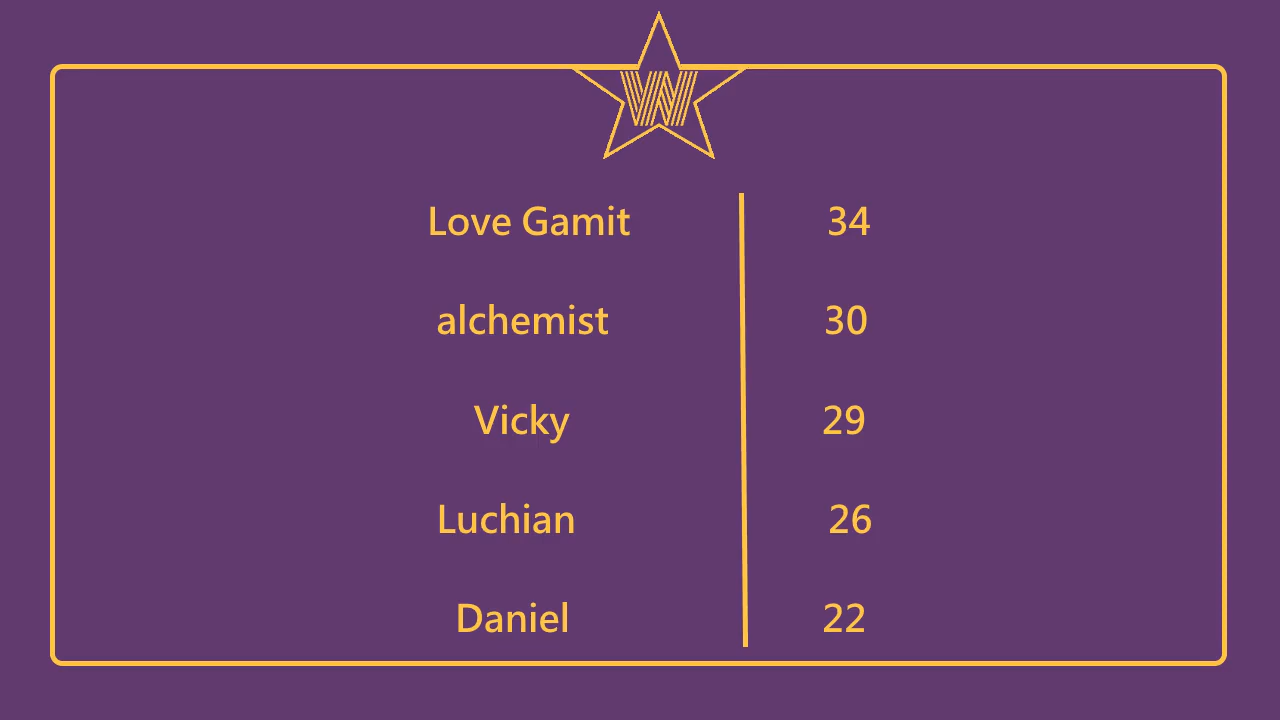 W
Love Gamit 34
alchemist 30
Vicky 29
Luchian 26
Daniel 22